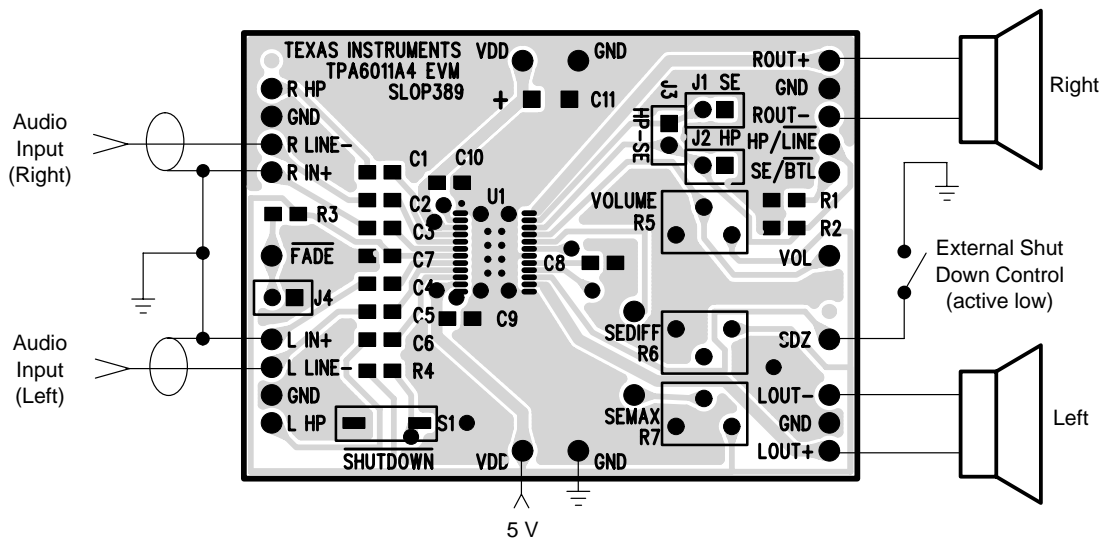 TEXAS INSTRUMENTS
TPA6011A4 EVM
SLOP389
VDD
GND
ROUT+
R HP
GND
R LINE-
R IN+
+
C11
J3
HP-SE
J1 SE
J2 HP
GND
ROUT-
HP/LINE
SE/BTL
Right
Audio
Input
(Right)
C1
C10
C2
U1
R3
C3
VOLUME
R5
R1
R2
FADE
C7
C8
VOL
External Shut
Down Control
(active low)
J4
C4
C5
C9
SEDIFF
R6
SDZ
Audio
Input
(Left)
L IN+
C6
L LINE-
R4
GND
L HP
S1
SHUTDOWN
SEMAX
R7
LOUT-
GND
LOUT+
Left
VDD
GND
5 V